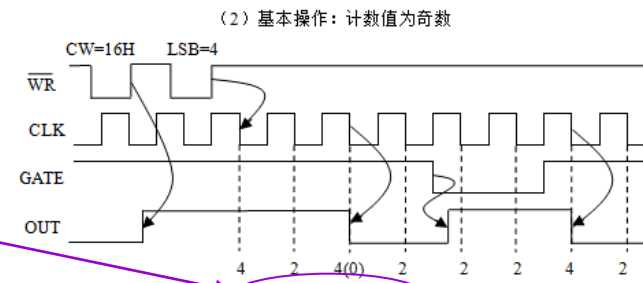 （2）基本操作：计数值为奇数
CW=16H LSB=4
WR
CLK
GATE
OUT
4 2 4(0) 2 2 2 4 2